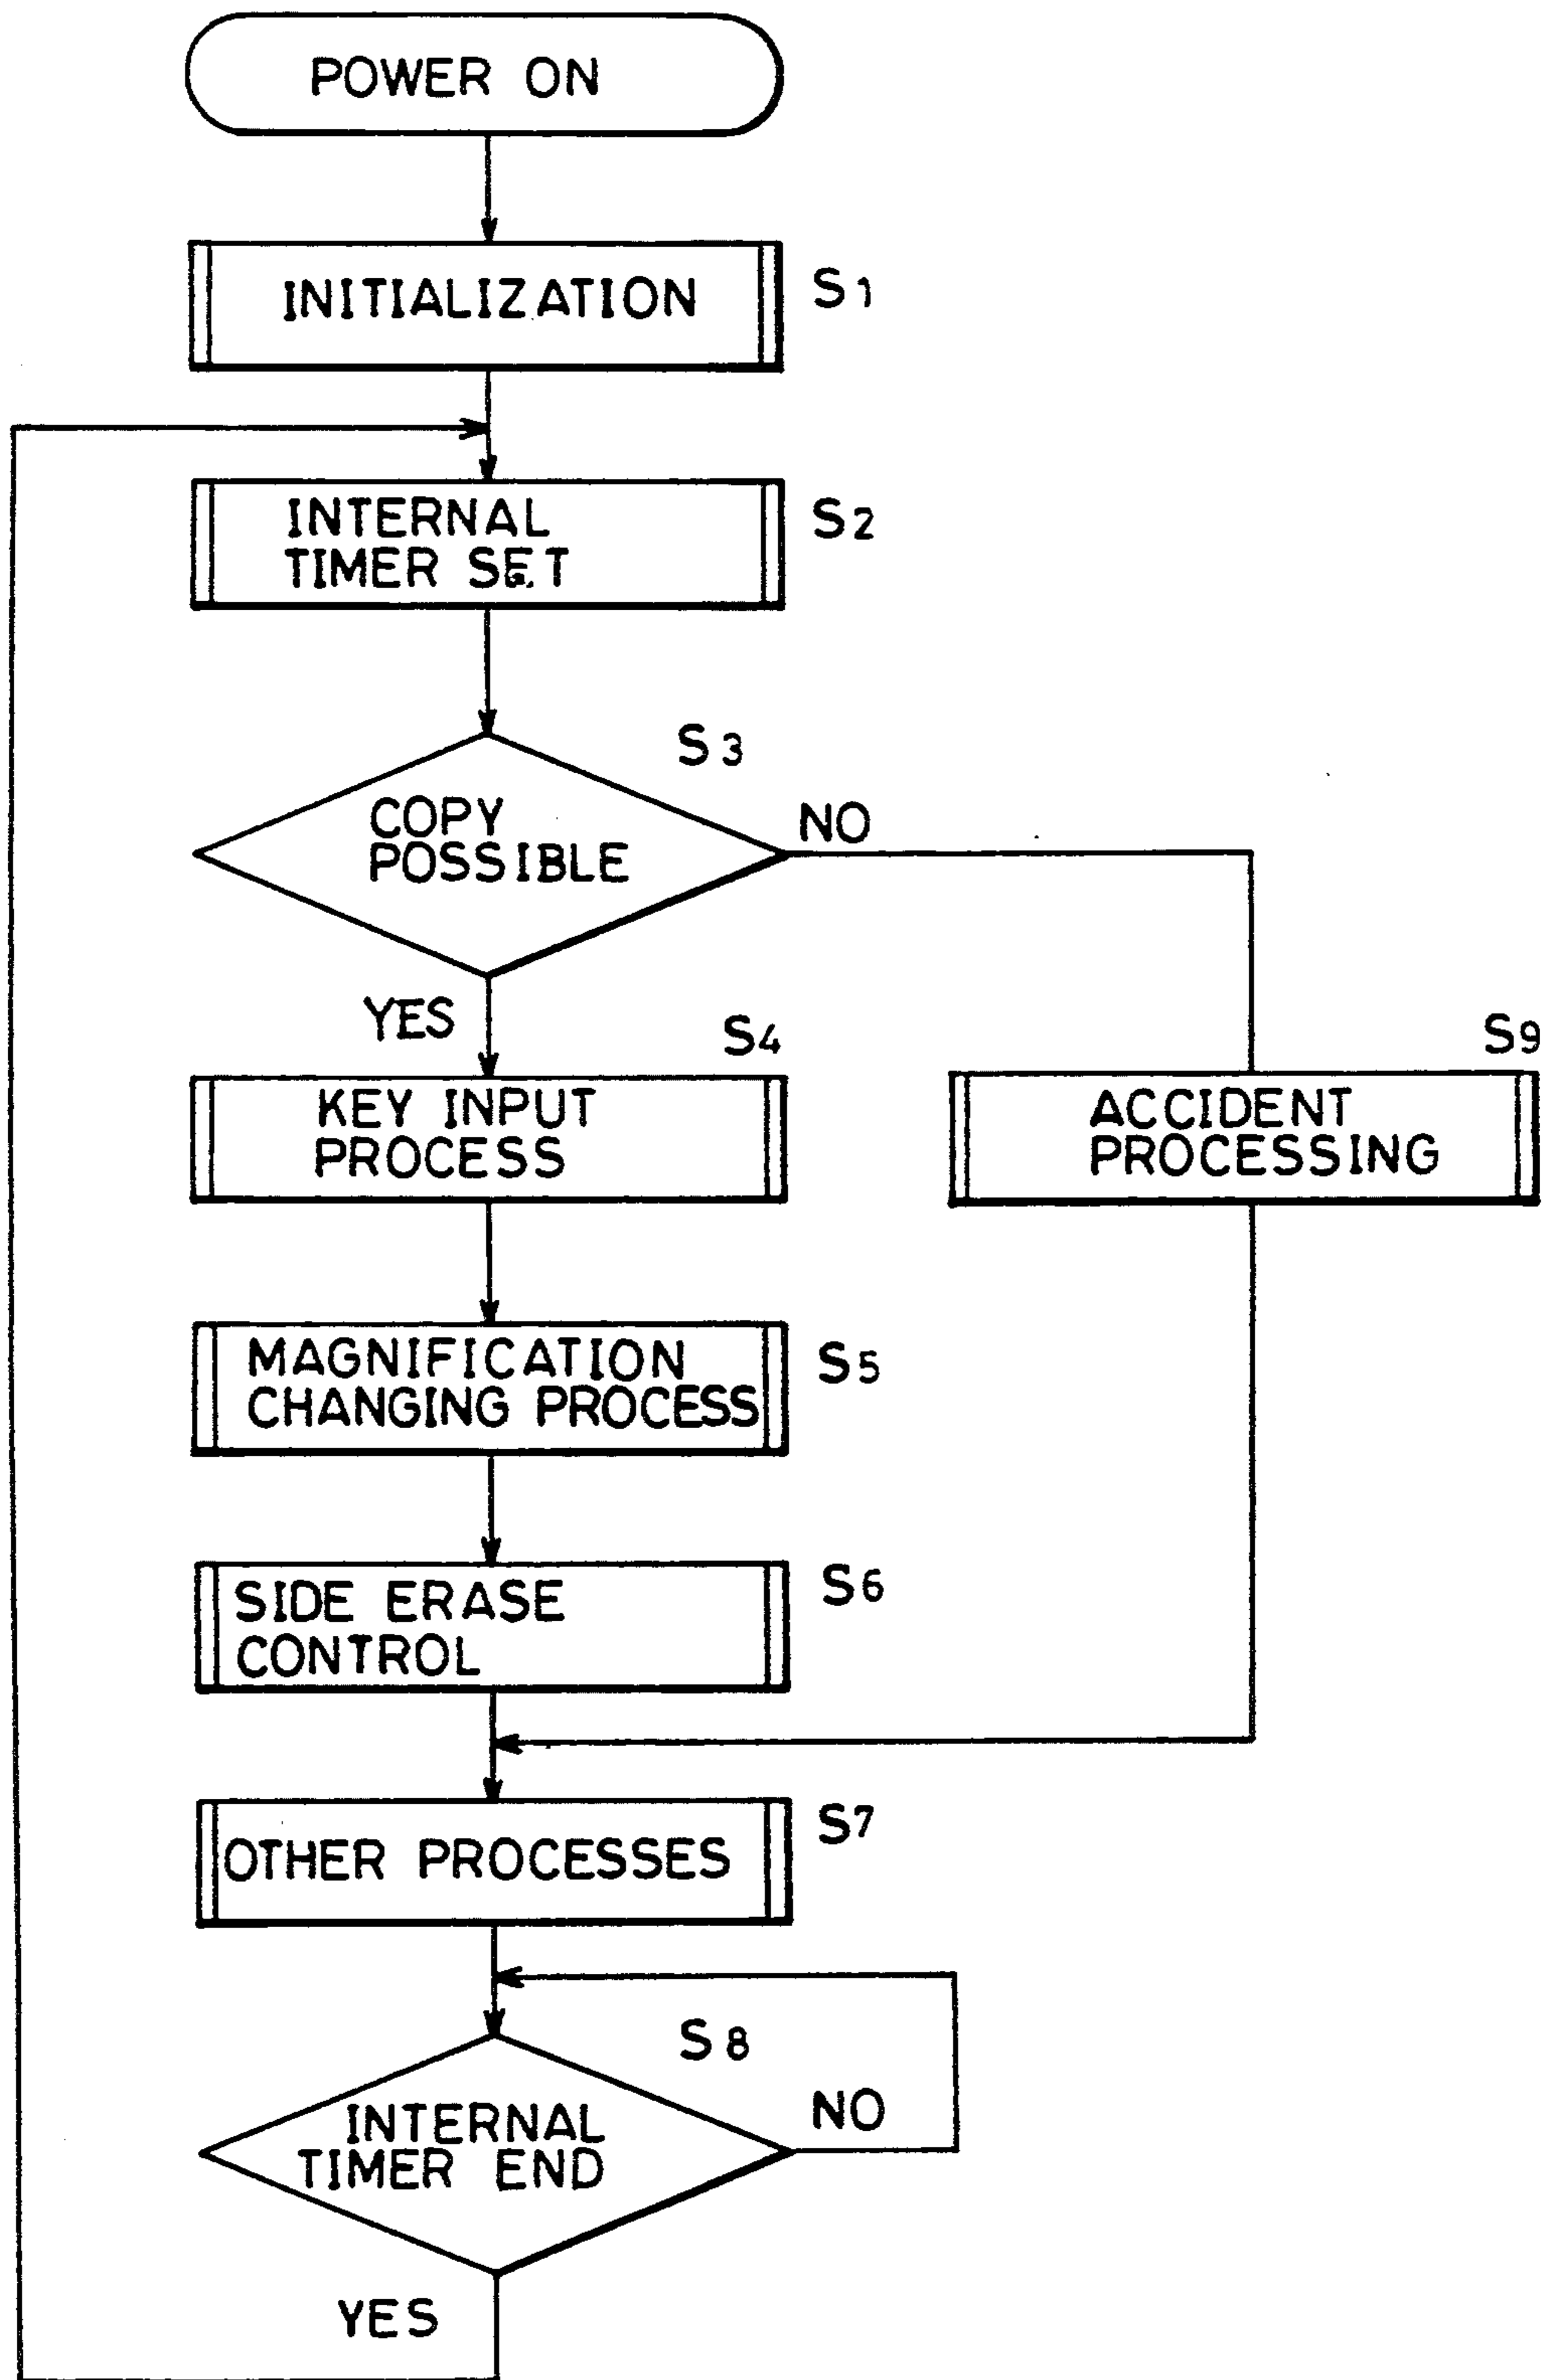 POWER ON
INITIALIZATION
S1
INTERNAL
TIMER SET
S2
S3
COPY
POSSIBLE
NO
YES
S4
KEY INPUT
PROCESS
S9
ACCIDENT
PROCESSING
MAGNIFICATION
CHANGING PROCESS
S5
SIDE ERASE
CONTROL
S6
OTHER PROCESSES
S7
S8
INTERNAL
TIMER END
NO
YES